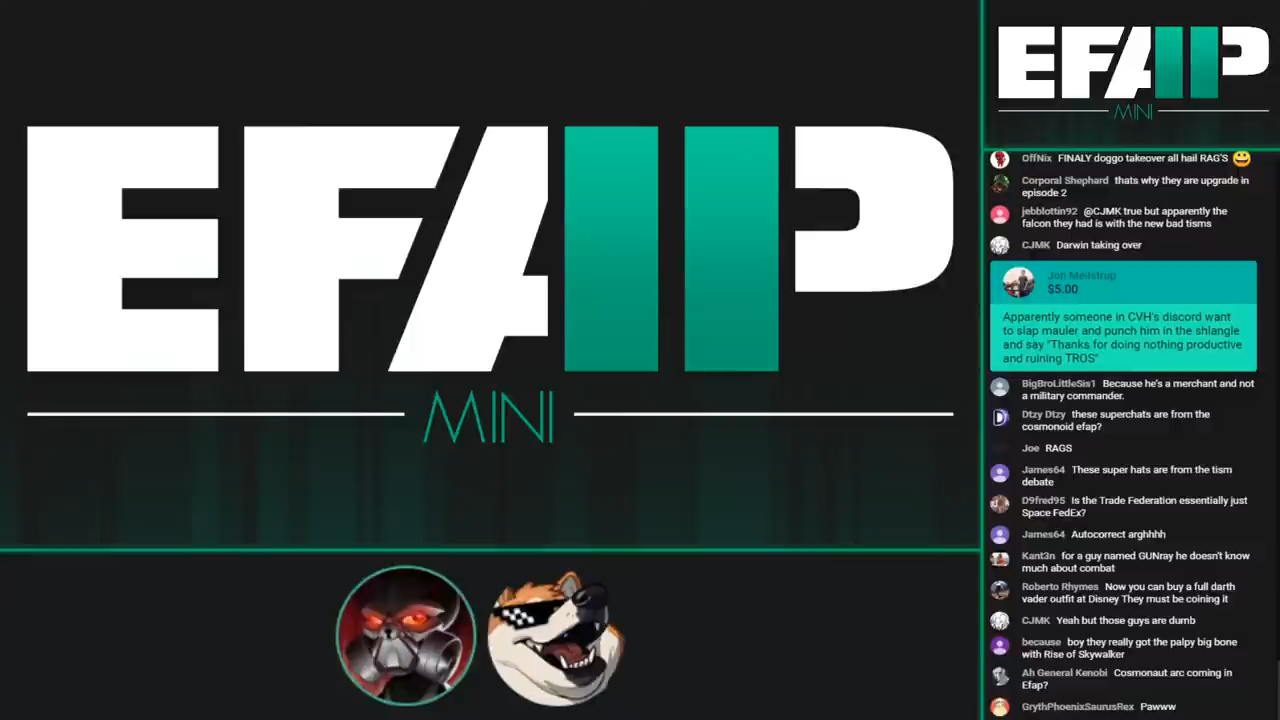 EFAP
MINI
EFAP
MINI
OffNix FINALY doggo takeover all hail RAG'S
Corporal Shephard thats why they are upgrade in
episode 2
jebblottin92 @CJMK true but apparently the
falcon they had is with the new bad tisms
CJMK Darwin taking over
Jon Meilstrup
$5.00
Apparently someone in CVH's discord want
to slap mauler and punch him in the shlangle
and say "Thanks for doing nothing productive
and ruining TROS"
BigBroLittleSis1 Because he's a merchant and not
a military commander.
Dtzy Dtzy these superchats are from the
cosmonoid efap?
Joe RAGS
James64 These super hats are from the tism
debate
D9fred95 Is the Trade Federation essentially just
Space FedEx?
James64 Autocorrect arghhhh
Kant3n for a guy named GUNray he doesn't know
much about combat
Roberto Rhymes Now you can buy a full darth
vader outfit at Disney They must be coining it
CJMK Yeah but those guys are dumb
because boy they really got the palpy big bone
with Rise of Skywalker
Ah General Kenobi Cosmonaut arc coming in
Efap?
GrythPhoenixSaurusRex Pawww